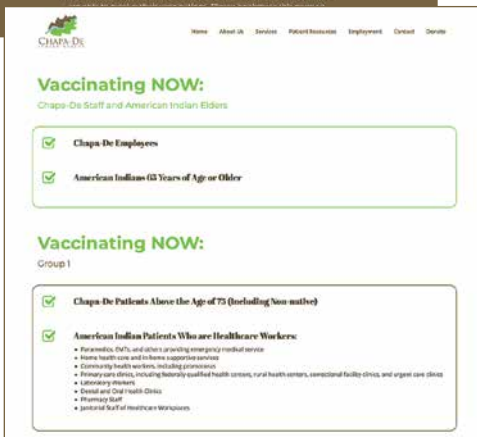 CHAPA-DE
Home About Us Services Patient Resources Employment Contact Donate
Vaccinating NOW:
Chapa-De Staff and American Indian Elders
Chapa-De Employees
American Indians 65 Years of Age or Older
Vaccinating NOW:
Group 1
Chapa-De Patients Above the Age of 75 (Including Non-native)
American Indian Patients Who are Healthcare Workers:
Paramedics, EMTs, and others providing emergency medical service
Home health care and in-home supportive services
Community health workers, including promotoras
Primary care clinics, including federally qualified health centers, rural health centers, correctional facility clinics, and urgent care clinics
Laboratory Workers
Dental and Oral Health Clinics
Pharmacy Staff
Janitorial Staff of Healthcare Workplaces